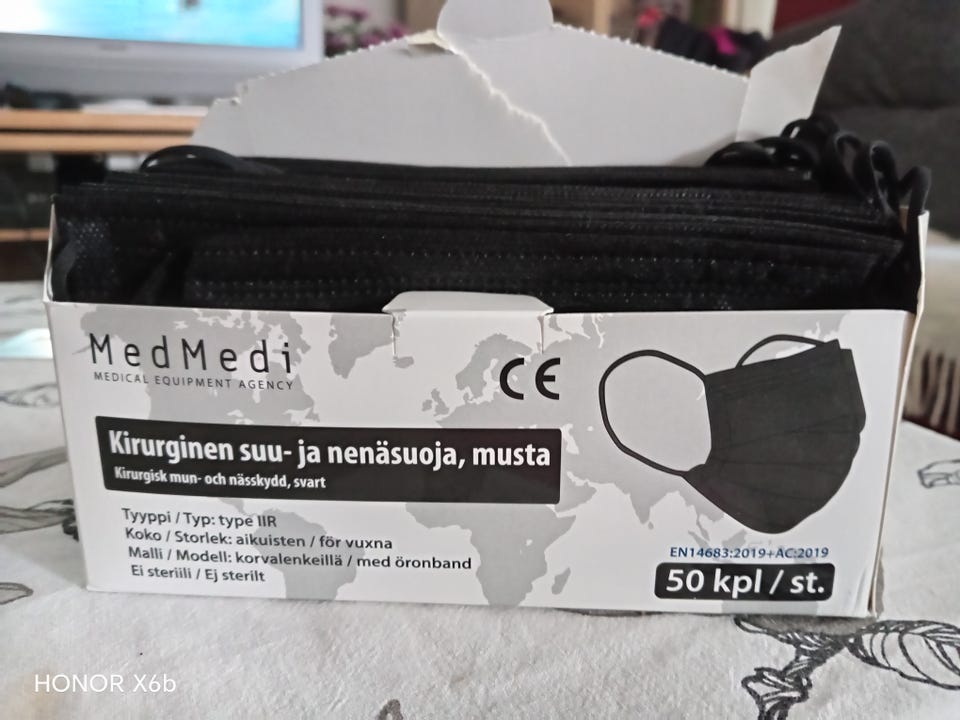 MedMedi
MEDICAL EQUIPMENT AGENCY
CE
Kirurginen suu- ja nenäsuoja, musta
Kirurgisk mun- och nässkydd, svart
Tyyppi / Typ: type IIR
Koko / Storlek: aikuisten / för vuxna
Malli / Modell: korvalenkeillä / med öronband
Ei steriili / Ej sterilt
EN14683:2019+AC:2019
50 kpl / st.
HONOR X6b